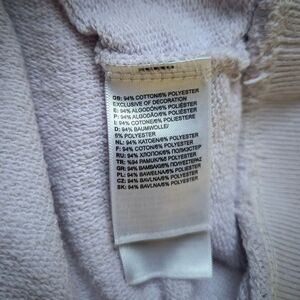 GB: 94% COTTON/6% POLYESTER
EXCLUSIVE OF DECORATION
E: 94% ALGODÓN/6% POLIÉSTER
P: 94% ALGODÃO/6% POLIÉSTER
I: 94% COTONE/6% POLIESTERE
D: 94% BAUMWOLLE/
6% POLYESTER
NL: 94% KATOEN/6% POLYESTER
F: 94% COTON/6% POLYESTER
RU: 94% ХЛОПОК/6% ПОЛИЭСТЕР
TR: 94% PAMUK/6% POLYESTER
GR: 94% ΒΑΜΒΑΚΙ/6% ΠΟΛΥΕΣΤΕΡΑΣ
PL: 94% BAWEŁNA/6% POLYESTER
CZ: 94% BAVLNA/6% POLYESTER
SK: 94% BAVLNA/6% POLYESTER